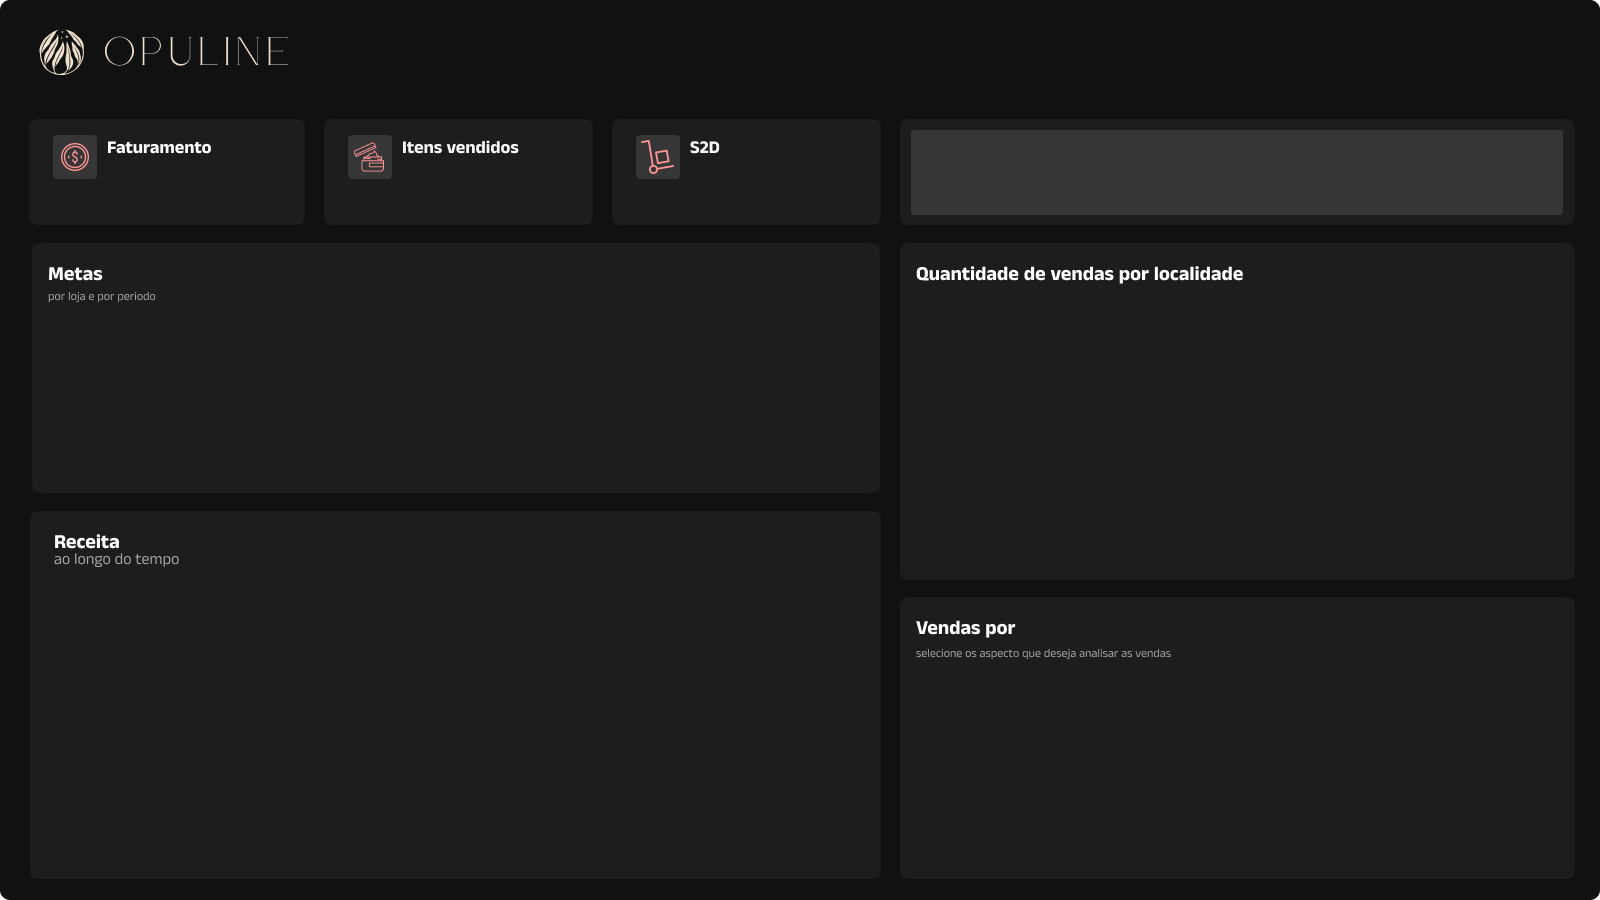 OPULINE
Faturamento
Itens vendidos
S2D
Metas
por loja e por periodo
Quantidade de vendas por localidade
Receita
ao longo do tempo
Vendas por
selecione os aspecto que deseja analisar as vendas